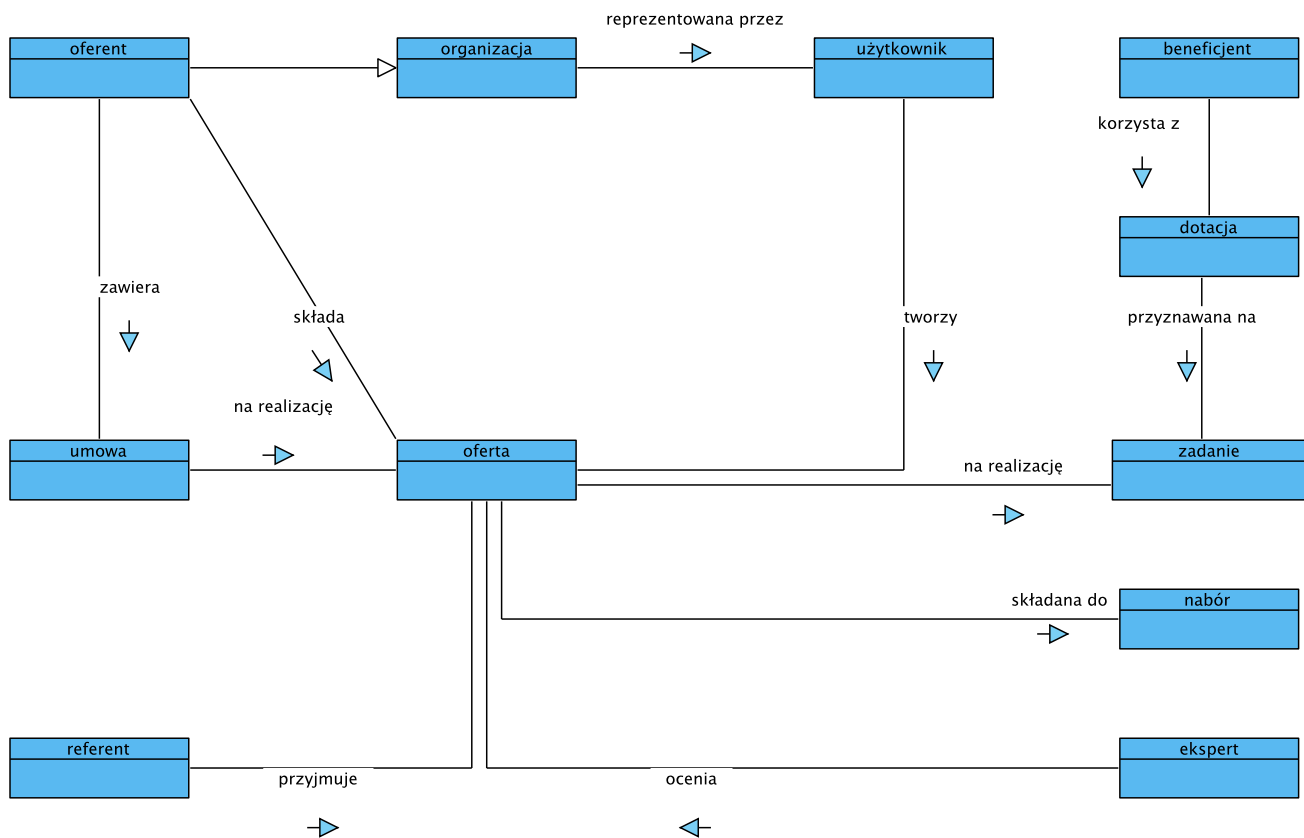 reprezentowana przez
oferent
organizacja
użytkownik
beneficjent
korzysta z
dotacja
zawiera
składa
tworzy
przyznawana na
na realizację
umowa
oferta
zadanie
na realizację
składana do
nabór
referent
ekspert
przyjmuje
ocenia